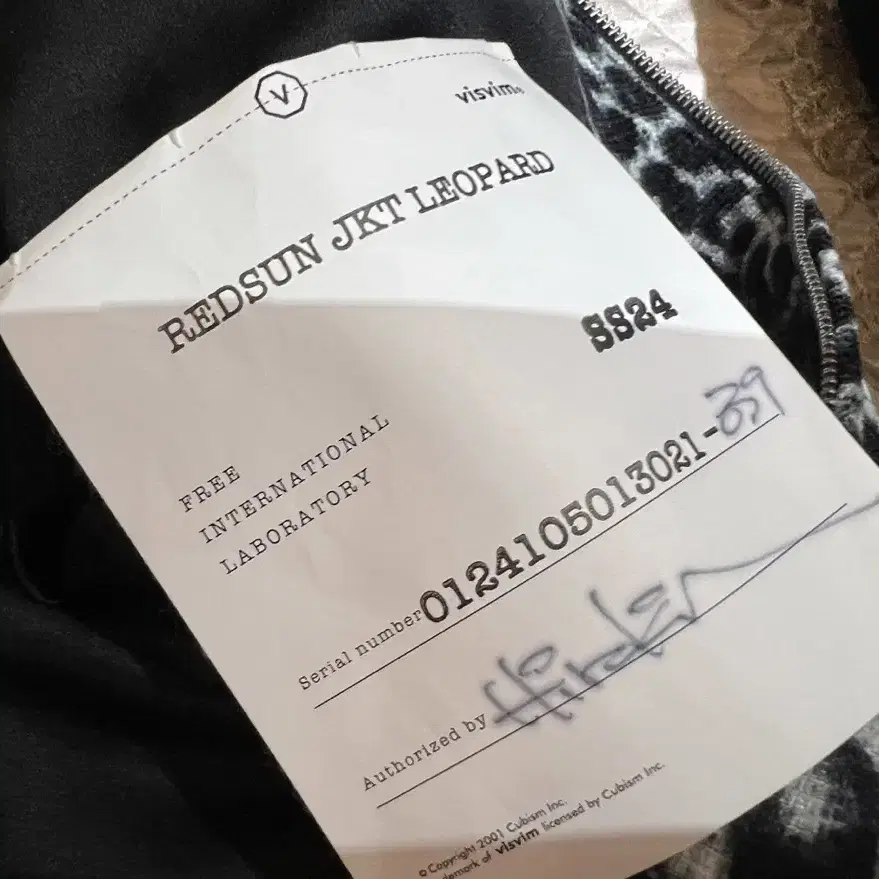 V
visvim®
REDSUN JKT LEOPARD
SS24
FREE
INTERNATIONAL
LABORATORY
Serial number 0124105013021-39
Authorized by
© Copyright 2001 Cubism Inc.
of visvim licensed by Cubism Inc.